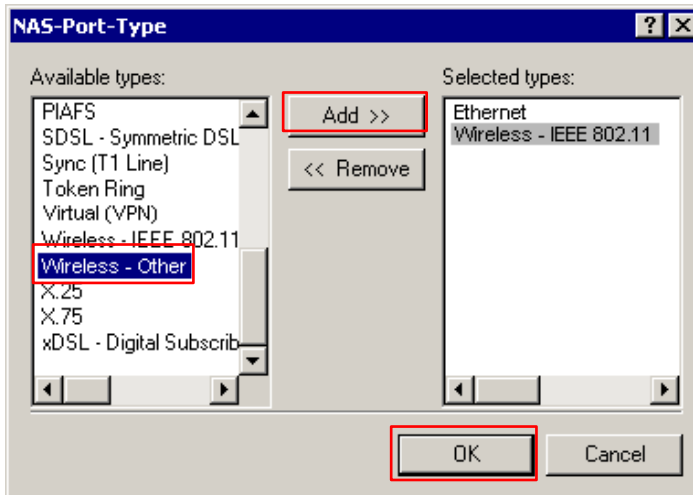 NAS-Port-Type
Available types:
Selected types:
PIAFS
SDSL - Symmetric DSL
Sync (T1 Line)
Token Ring
Virtual (VPN)
Wireless - IEEE 802.11
Wireless - Other
X.25
X.75
xDSL - Digital Subscrib
Add >>
<< Remove
Ethernet
Wireless - IEEE 802.11
OK
Cancel